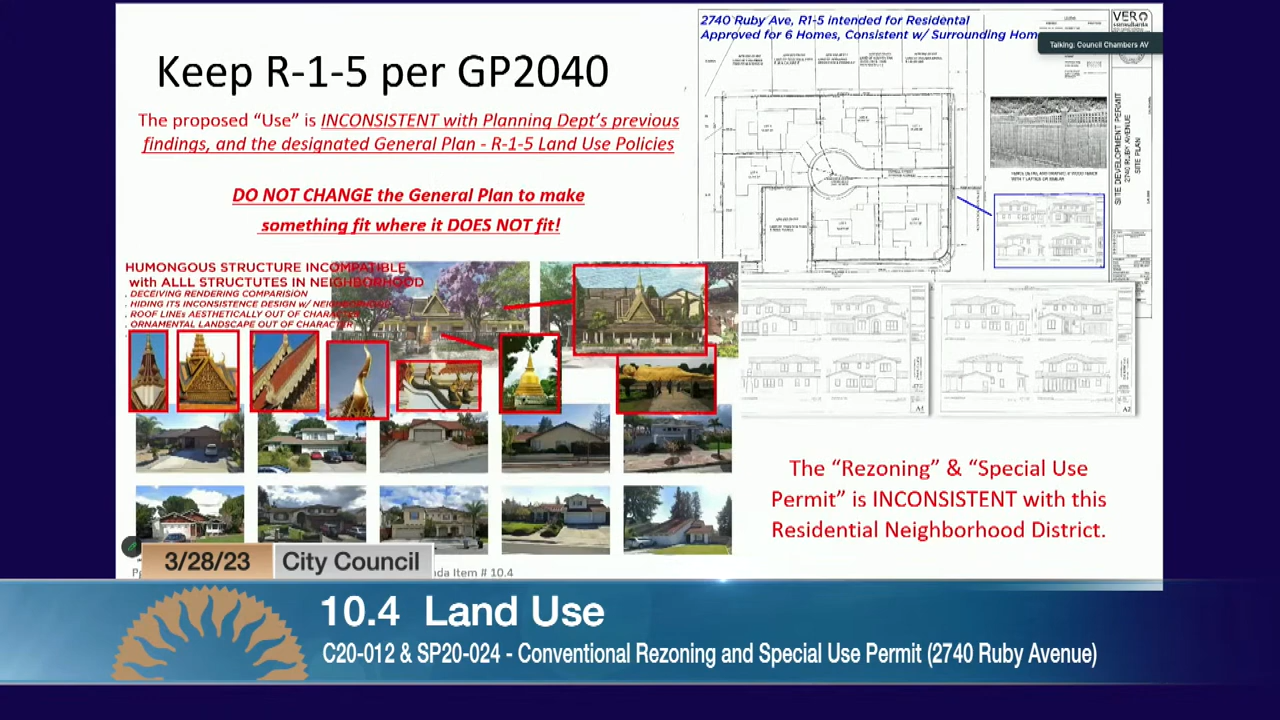 2740 Ruby Ave, R1-5 intended for Residental
Approved for 6 Homes, Consistent w/ Surrounding Hom
VERO
consultants
Talking: Council Chambers AV
Keep R-1-5 per GP2040
The proposed "Use" is INCONSISTENT with Planning Dept's previous
findings, and the designated General Plan - R-1-5 Land Use Policies
DO NOT CHANGE the General Plan to make
something fit where it DOES NOT fit!
SITE DEVELOPMENT PERMIT
2740 RUBY AVENUE
SITE PLAN
HUMONGOUS STRUCTURE INCOMPATIBLE
with ALLL STRUCTUTES IN NEIGHBORHOOD
. DECEIVING RENDERING COMPARISION
. HIDING ITS INCONSISTENCE DESIGN w/
. ROOF LINEs AESTHETICALLY OUT OF CHARACTER
. ORNAMENTAL LANDSCAPE OUT OF CHARACTER
A1
A2
The "Rezoning" & "Special Use
Permit" is INCONSISTENT with this
Residential Neighborhood District.
3/28/23
City Council
da Item # 10.4
10.4 Land Use
C20-012 & SP20-024 - Conventional Rezoning and Special Use Permit (2740 Ruby Avenue)